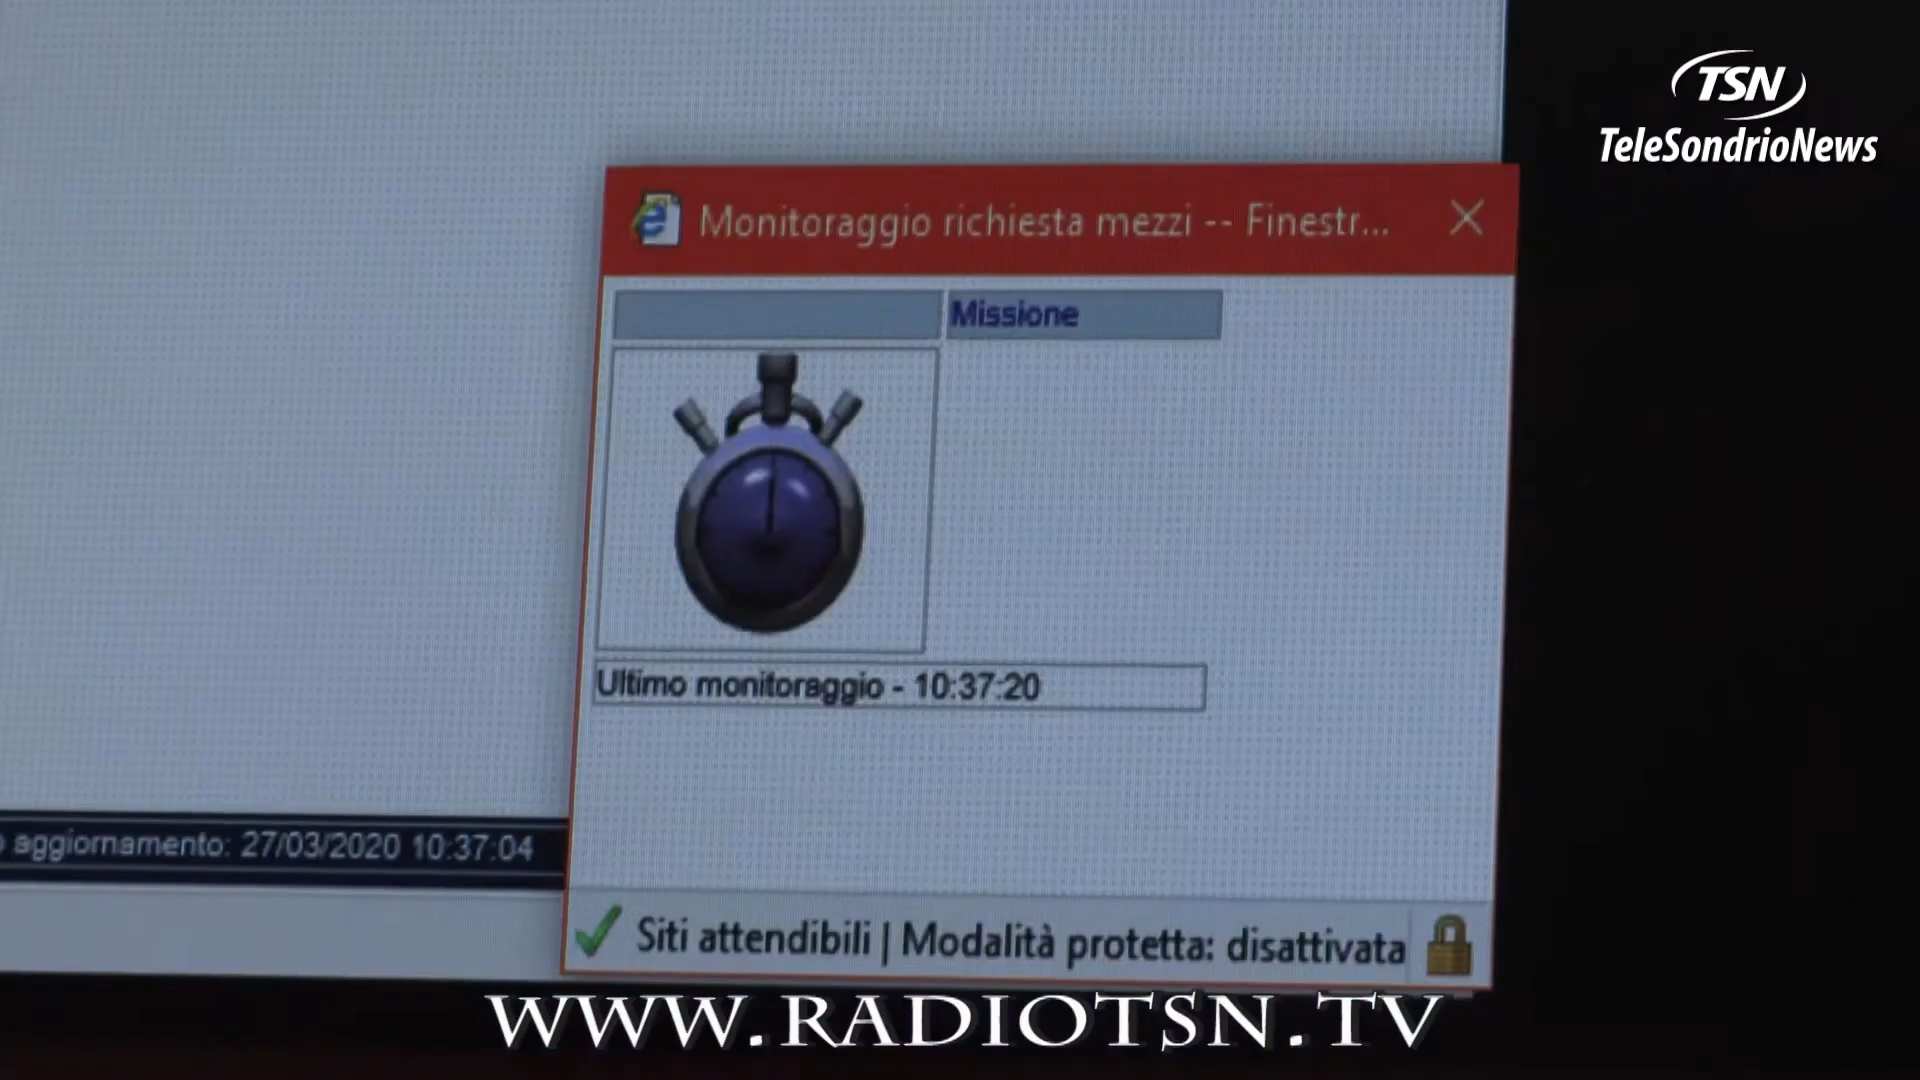 TSN
TeleSondrioNews
Monitoraggio richiesta mezzi -- Finestr...
Missione
Ultimo monitoraggio - 10:37:20
aggiornamento: 27/03/2020 10:37:04
Siti attendibili | Modalità protetta: disattivata
WWW.RADIOTSN.TV